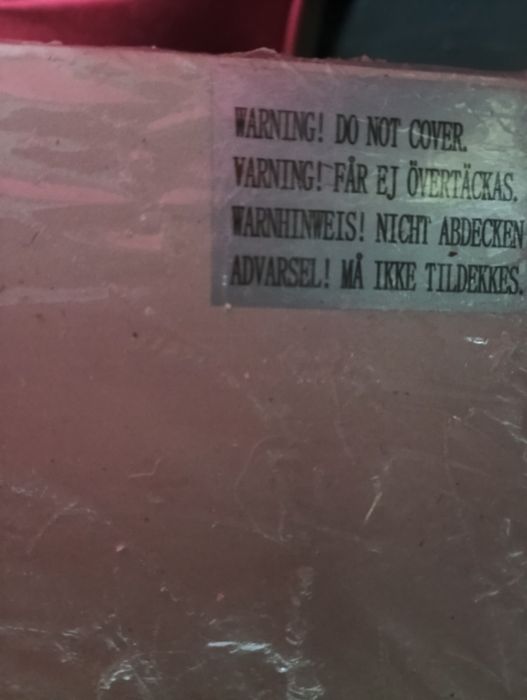 WARNING! DO NOT COVER.
VARNING! FÅR EJ ÖVERTÄCKAS.
WARNHINWEIS! NICHT ABDECKEN
ADVARSEL! MÅ IKKE TILDEKKES.